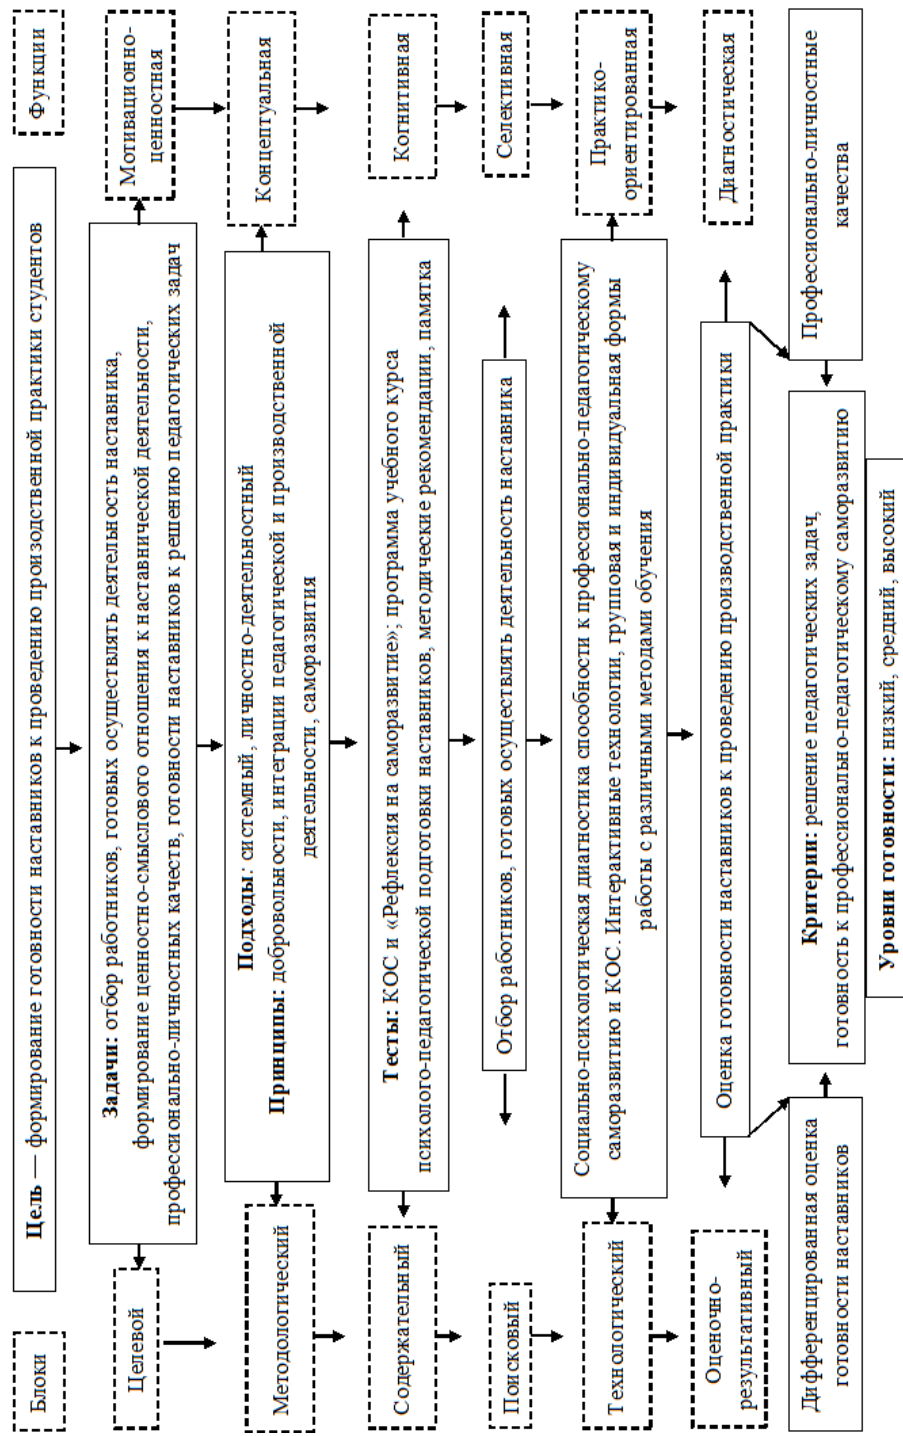 Блоки
Цель — формирование готовности наставников к проведению произодственной практики студентов
Функции
Целевой
Задачи: отбор работников, готовых осуществлять деятельность наставника,
формирование ценностно-смыслового отношения к наставнической деятельности,
профессионально-личностных качеств, готовности наставников к решению педагогических задач
Мотивационно-
ценностная
Методологический
Подходы: системный, личностно-деятельностный
Принципы: добровольности, интеграции педагогической и производственной
деятельности, саморазвития
Концептуальная
Содержательный
Тесты: КОС и «Рефлексия на саморазвитие»; программа учебного курса
психолого-педагогической подготовки наставников, методические рекомендации, памятка
Когнитивная
Поисковый
Отбор работников, готовых осуществлять деятельность наставника
Селективная
Технологический
Социально-психологическая диагностика способности к профессионально-педагогическому
саморазвитию и КОС. Интерактивные технологии, групповая и индивидуальная формы
работы с различными методами обучения
Практико-
ориентированная
Оценочно-
результативный
Оценка готовности наставников к проведению производственной практики
Диагностическая
Дифференцированная оценка
готовности наставников
Критерии: решение педагогических задач,
готовность к профессионально-педагогическому саморазвитию
Профессионально-личностные
качества
Уровни готовности: низкий, средний, высокий